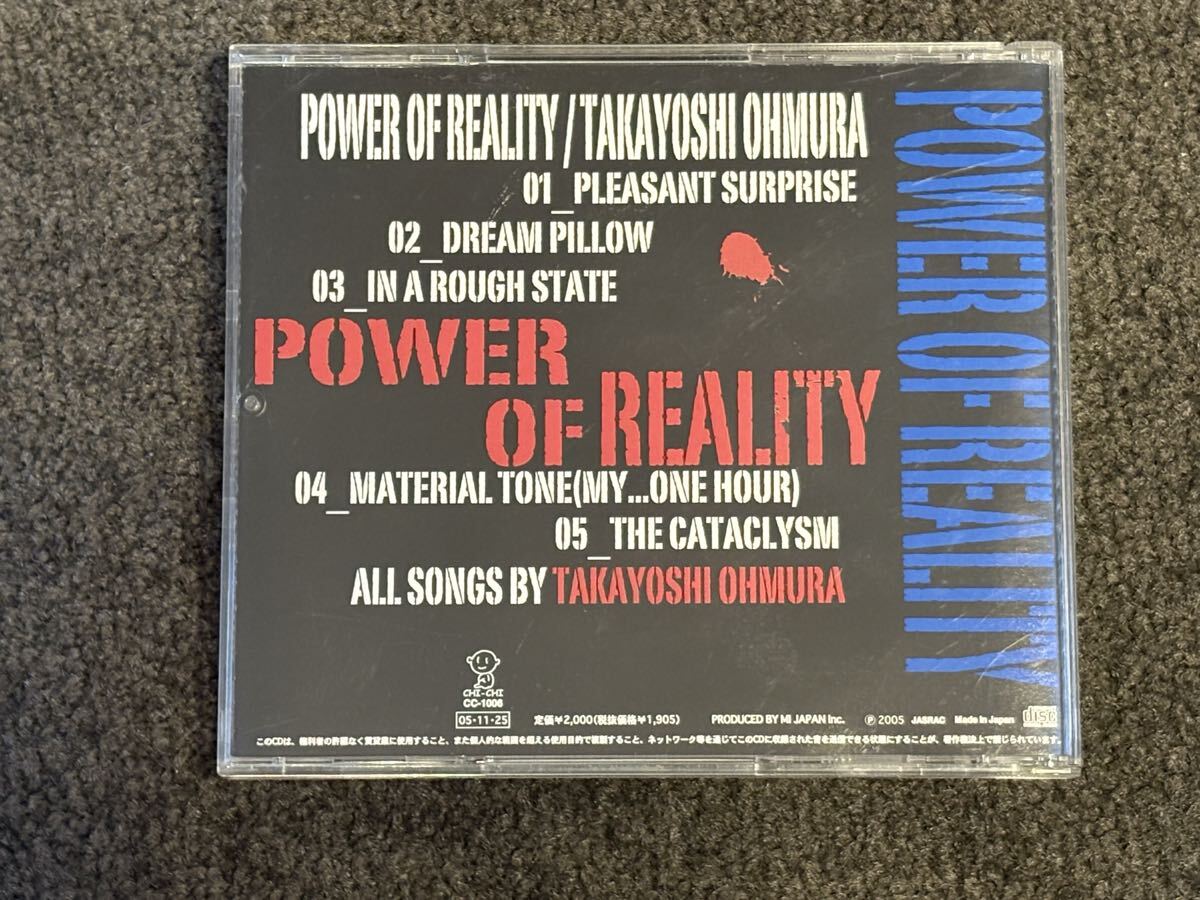 POWER OF REALITY/TAKAYOSHI OHMURA
01_PLEASANT SURPRISE
02_DREAM PILLOW
03_IN A ROUGH STATE
POWER
OF REALITY
04_MATERIAL TONE(MY...ONE HOUR)
05_THE CATACLYSM
ALL SONGS BY TAKAYOSHI OHMURA
CHI-CHI
CC-1006
05·11·25 定価¥2,000(税抜価格¥1,905) PRODUCED BY MI JAPAN Inc. Ⓟ 2005 JASRAC Made in Japan disc
このCDは、権利者の許諾なく賃貸業に使用すること、また個人的な範囲を超える使用目的で複製すること、ネットワーク等を通じてこのCDに収録された音を送信できる状態にすることが、著作権法上で禁じられています。
POWER OF REALITY